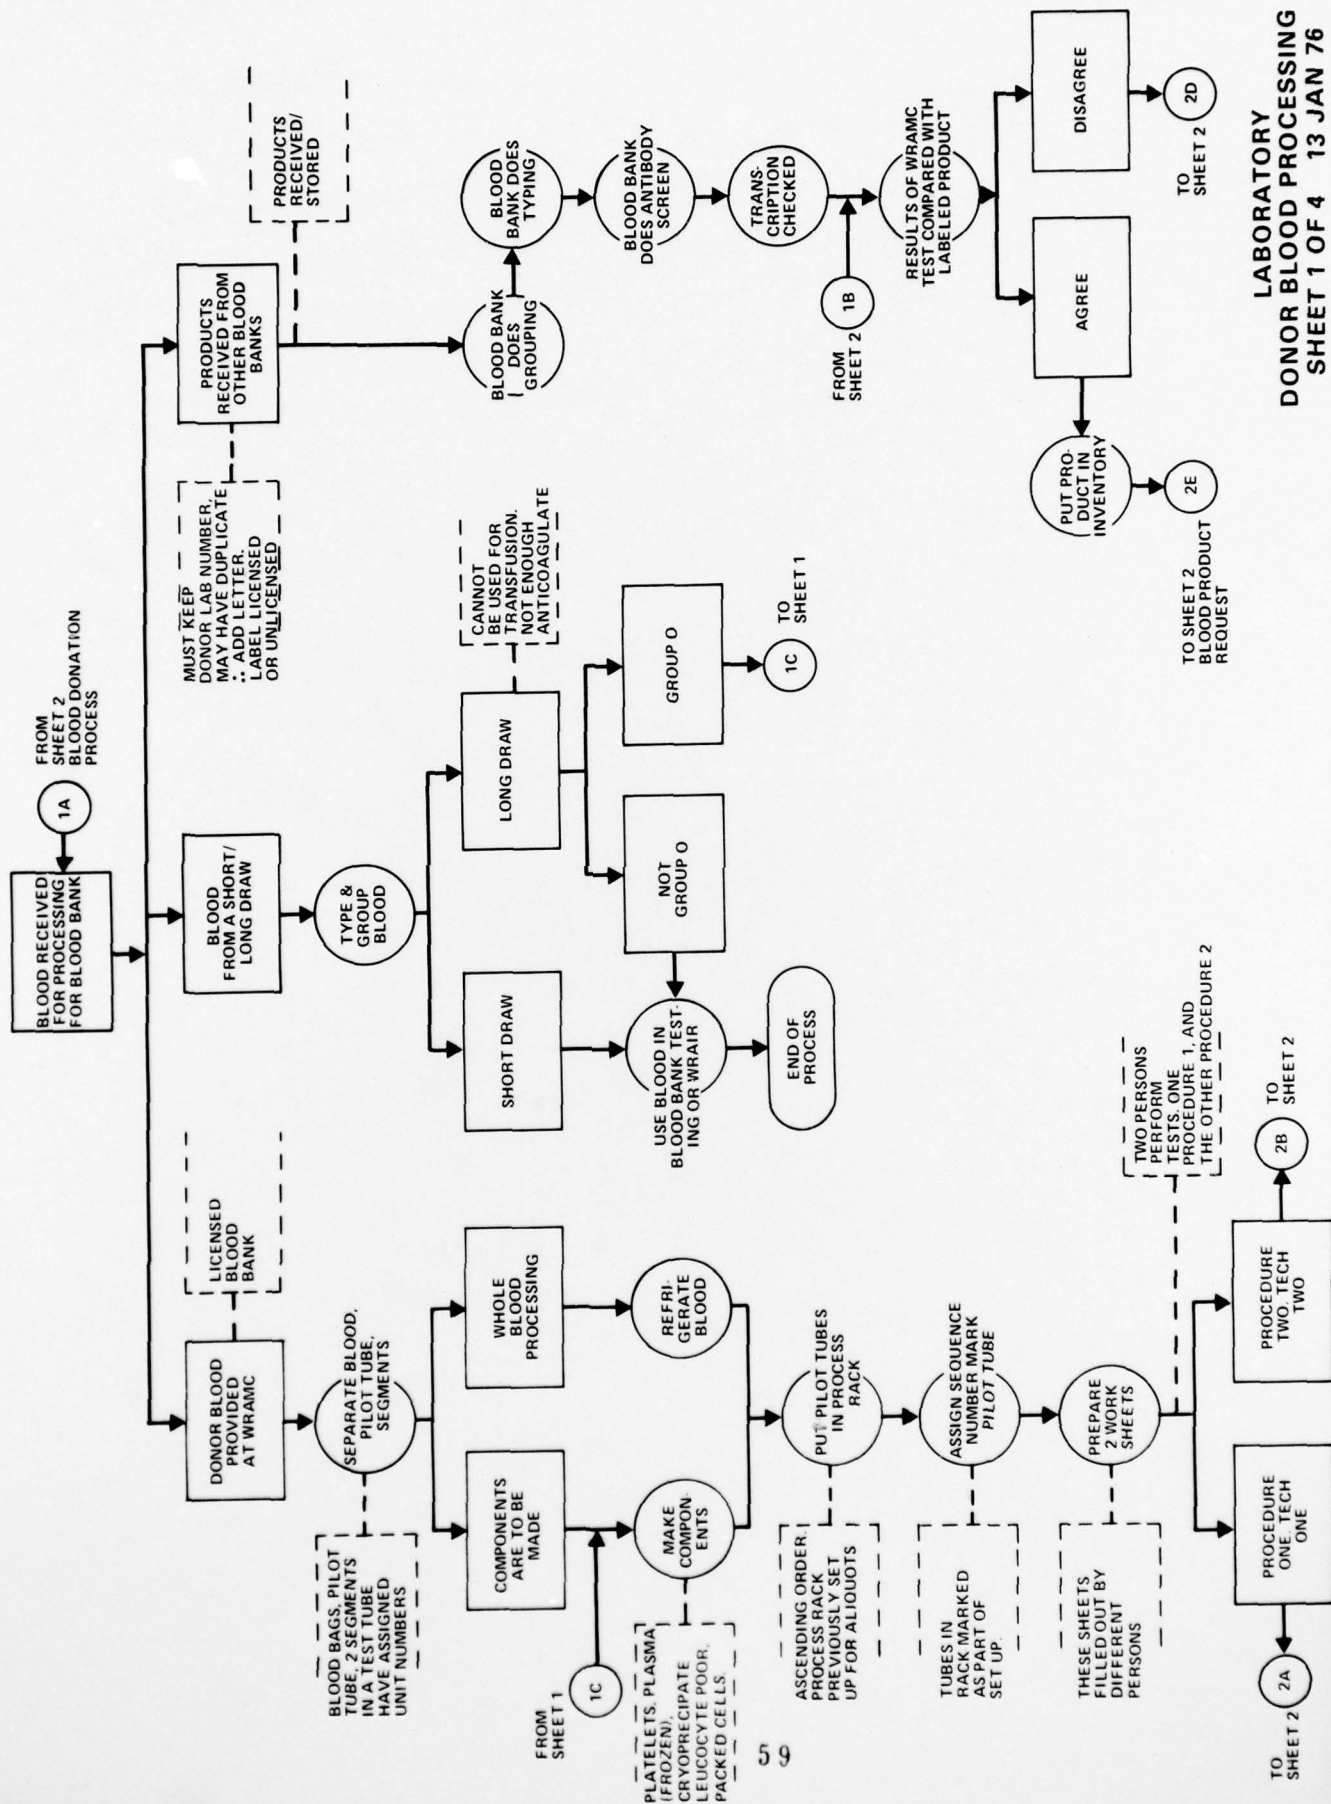 BLOOD RECEIVED
FOR PROCESSING
FOR BLOOD BANK
1A
FROM
SHEET 2
BLOOD DONATION
PROCESS
DONOR BLOOD
PROVIDED
AT WRAMC
LICENSED
BLOOD
BANK
BLOOD BAGS, PILOT
TUBE, 2 SEGMENTS
IN A TEST TUBE
HAVE ASSIGNED
UNIT NUMBERS
SEPARATE BLOOD,
PILOT TUBE,
SEGMENTS
COMPONENTS
ARE TO BE
MADE
WHOLE
BLOOD
PROCESSING
FROM
SHEET 1
1C
PLATELETS, PLASMA
(FROZEN),
CRYOPRECIPATE
LEUCOCYTE POOR,
PACKED CELLS.
MAKE
COMPON-
ENTS
REFRI-
GERATE
BLOOD
ASCENDING ORDER.
PROCESS RACK
PREVIOUSLY SET
UP FOR ALIQUOTS
PUT PILOT TUBES
IN PROCESS
RACK
TUBES IN
RACK MARKED
AS PART OF
SET UP.
ASSIGN SEQUENCE
NUMBER MARK
PILOT TUBE
THESE SHEETS
FILLED OUT BY
DIFFERENT
PERSONS
PREPARE
2 WORK
SHEETS
TWO PERSONS
PERFORM
TESTS. ONE
PROCEDURE 1, AND
THE OTHER PROCEDURE 2
TO
SHEET 2
2A
PROCEDURE
ONE. TECH
ONE
PROCEDURE
TWO. TECH
TWO
2B
TO
SHEET 2
BLOOD
FROM A SHORT/
LONG DRAW
TYPE &
GROUP
BLOOD
SHORT DRAW
LONG DRAW
CANNOT
BE USED FOR
TRANSFUSION.
NOT ENOUGH
ANTICOAGULATE
USE BLOOD IN
BLOOD BANK TEST-
ING OR WRAIR
NOT
GROUP O
GROUP O
END OF
PROCESS
1C
TO
SHEET 1
MUST KEEP
DONOR LAB NUMBER,
MAY HAVE DUPLICATE
∴ ADD LETTER.
LABEL LICENSED
OR UNLICENSED
PRODUCTS
RECEIVED FROM
OTHER BLOOD
BANKS
PRODUCTS
RECEIVED/
STORED
BLOOD BANK
DOES
GROUPING
BLOOD
BANK DOES
TYPING
BLOOD BANK
DOES ANTIBODY
SCREEN
TRANS-
CRIPTION
CHECKED
FROM
SHEET 2
1B
RESULTS OF WRAMC
TEST COMPARED WITH
LABELED PRODUCT
AGREE
DISAGREE
PUT PRO-
DUCT IN
INVENTORY
TO SHEET 2
BLOOD PRODUCT
REQUEST
2E
TO
SHEET 2
2D
LABORATORY
DONOR BLOOD PROCESSING
SHEET 1 OF 4 13 JAN 76
59